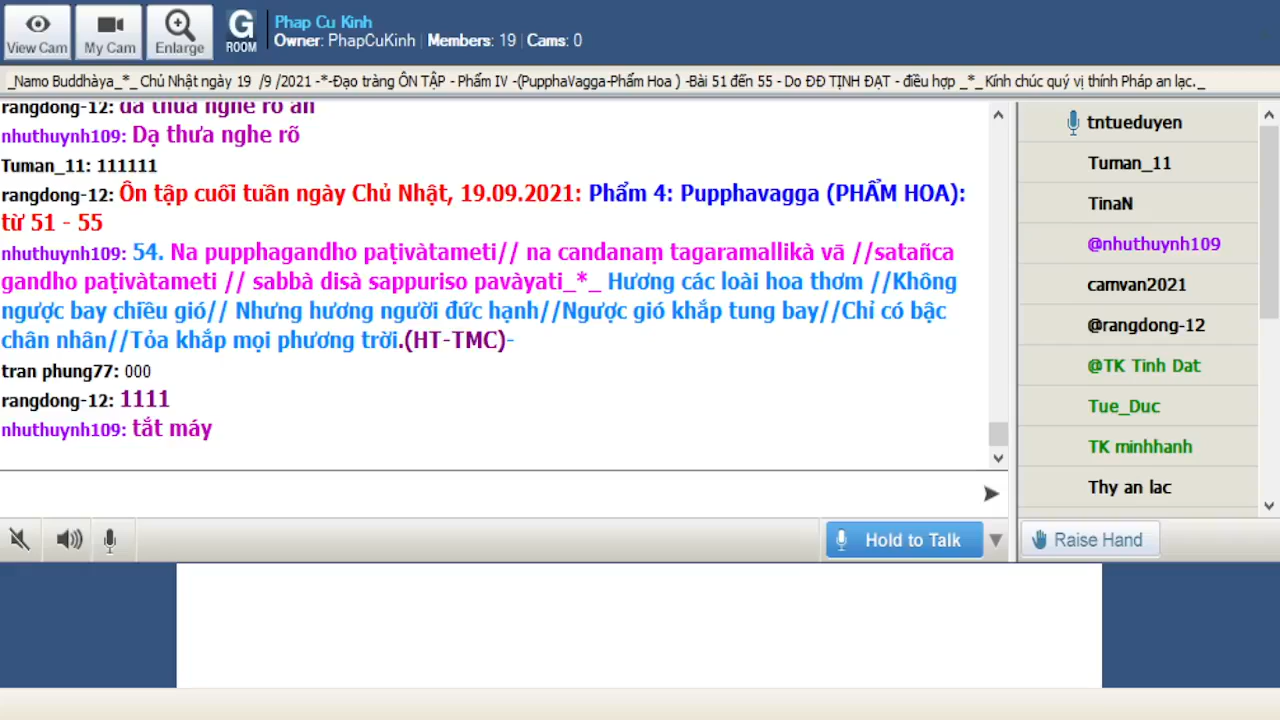 View Cam
My Cam
Enlarge
G
ROOM
Phap Cu Kinh
Owner: PhapCuKinh | Members: 19 | Cams: 0
_Namo Buddhàya_*_ Chủ Nhật ngày 19 /9 /2021 -*-Đạo tràng ÔN TẬP - Phẩm IV -(PupphaVagga-Phẩm Hoa ) -Bài 51 đến 55 - Do ĐĐ TỊNH ĐẠT - điều hợp _*_ Kính chúc quý vị thính Pháp an lạc._
rangdong-12: dạ thưa nghe rõ ạh
nhuthuynh109: Dạ thưa nghe rõ
Tuman_11: 111111
rangdong-12: Ôn tập cuối tuần ngày Chủ Nhật, 19.09.2021: Phẩm 4: Pupphavagga (PHẨM HOA):
từ 51 - 55
nhuthuynh109: 54. Na pupphagandho paṭivàtameti// na candanaṃ tagaramallikà vā //satañca
gandho paṭivàtameti // sabbà disà sappuriso pavàyati_*_ Hương các loài hoa thơm //Không
ngược bay chiều gió// Nhưng hương người đức hạnh//Ngược gió khắp tung bay//Chỉ có bậc
chân nhân//Tỏa khắp mọi phương trời.(HT-TMC)-
tran phung77: 000
rangdong-12: 1111
nhuthuynh109: tắt máy
tntueduyen
Tuman_11
TinaN
@nhuthuynh109
camvan2021
@rangdong-12
@TK Tinh Dat
Tue_Duc
TK minhhanh
Thy an lac
Hold to Talk
Raise Hand